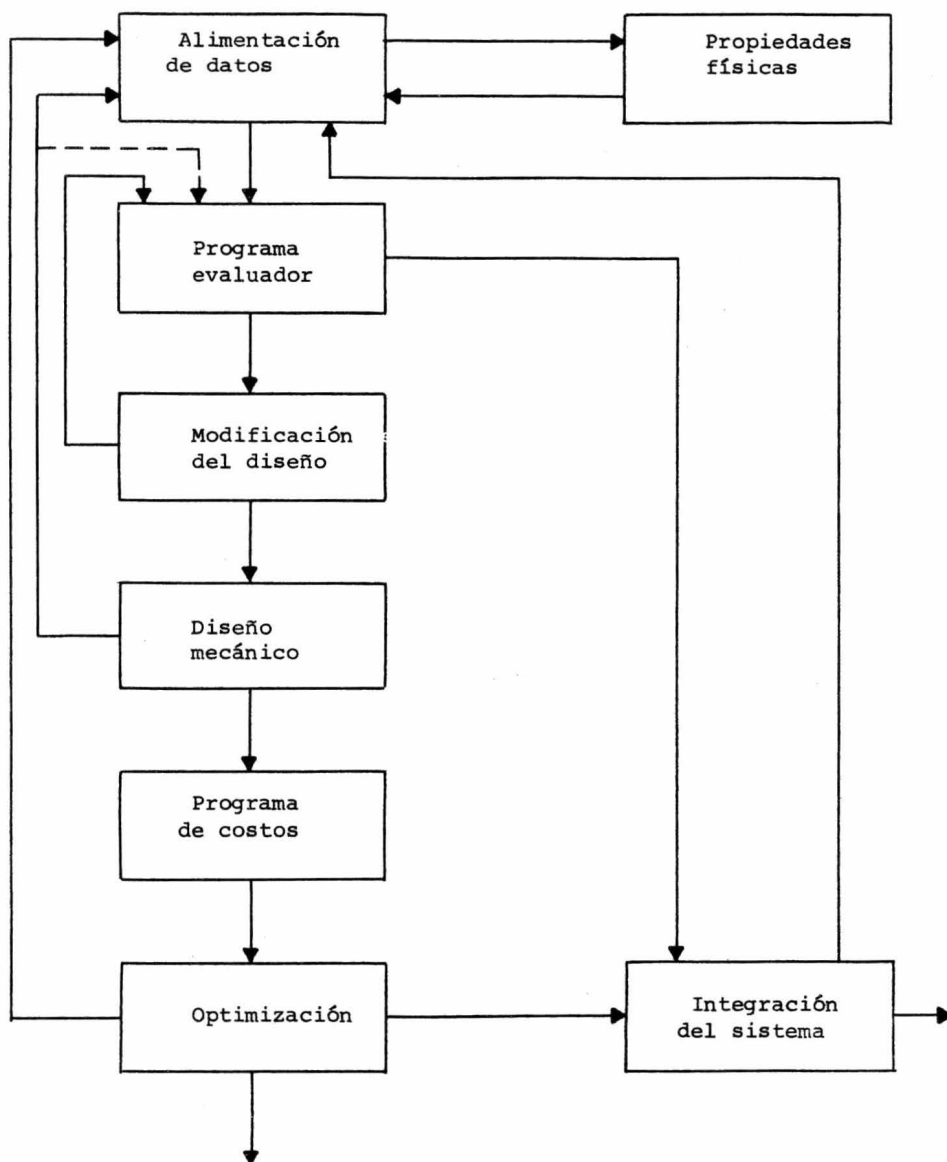 Alimentación
de datos
Propiedades
físicas
Programa
evaluador
Modificación
del diseño
Diseño
mecánico
Programa
de costos
Optimización
Integración
del sistema